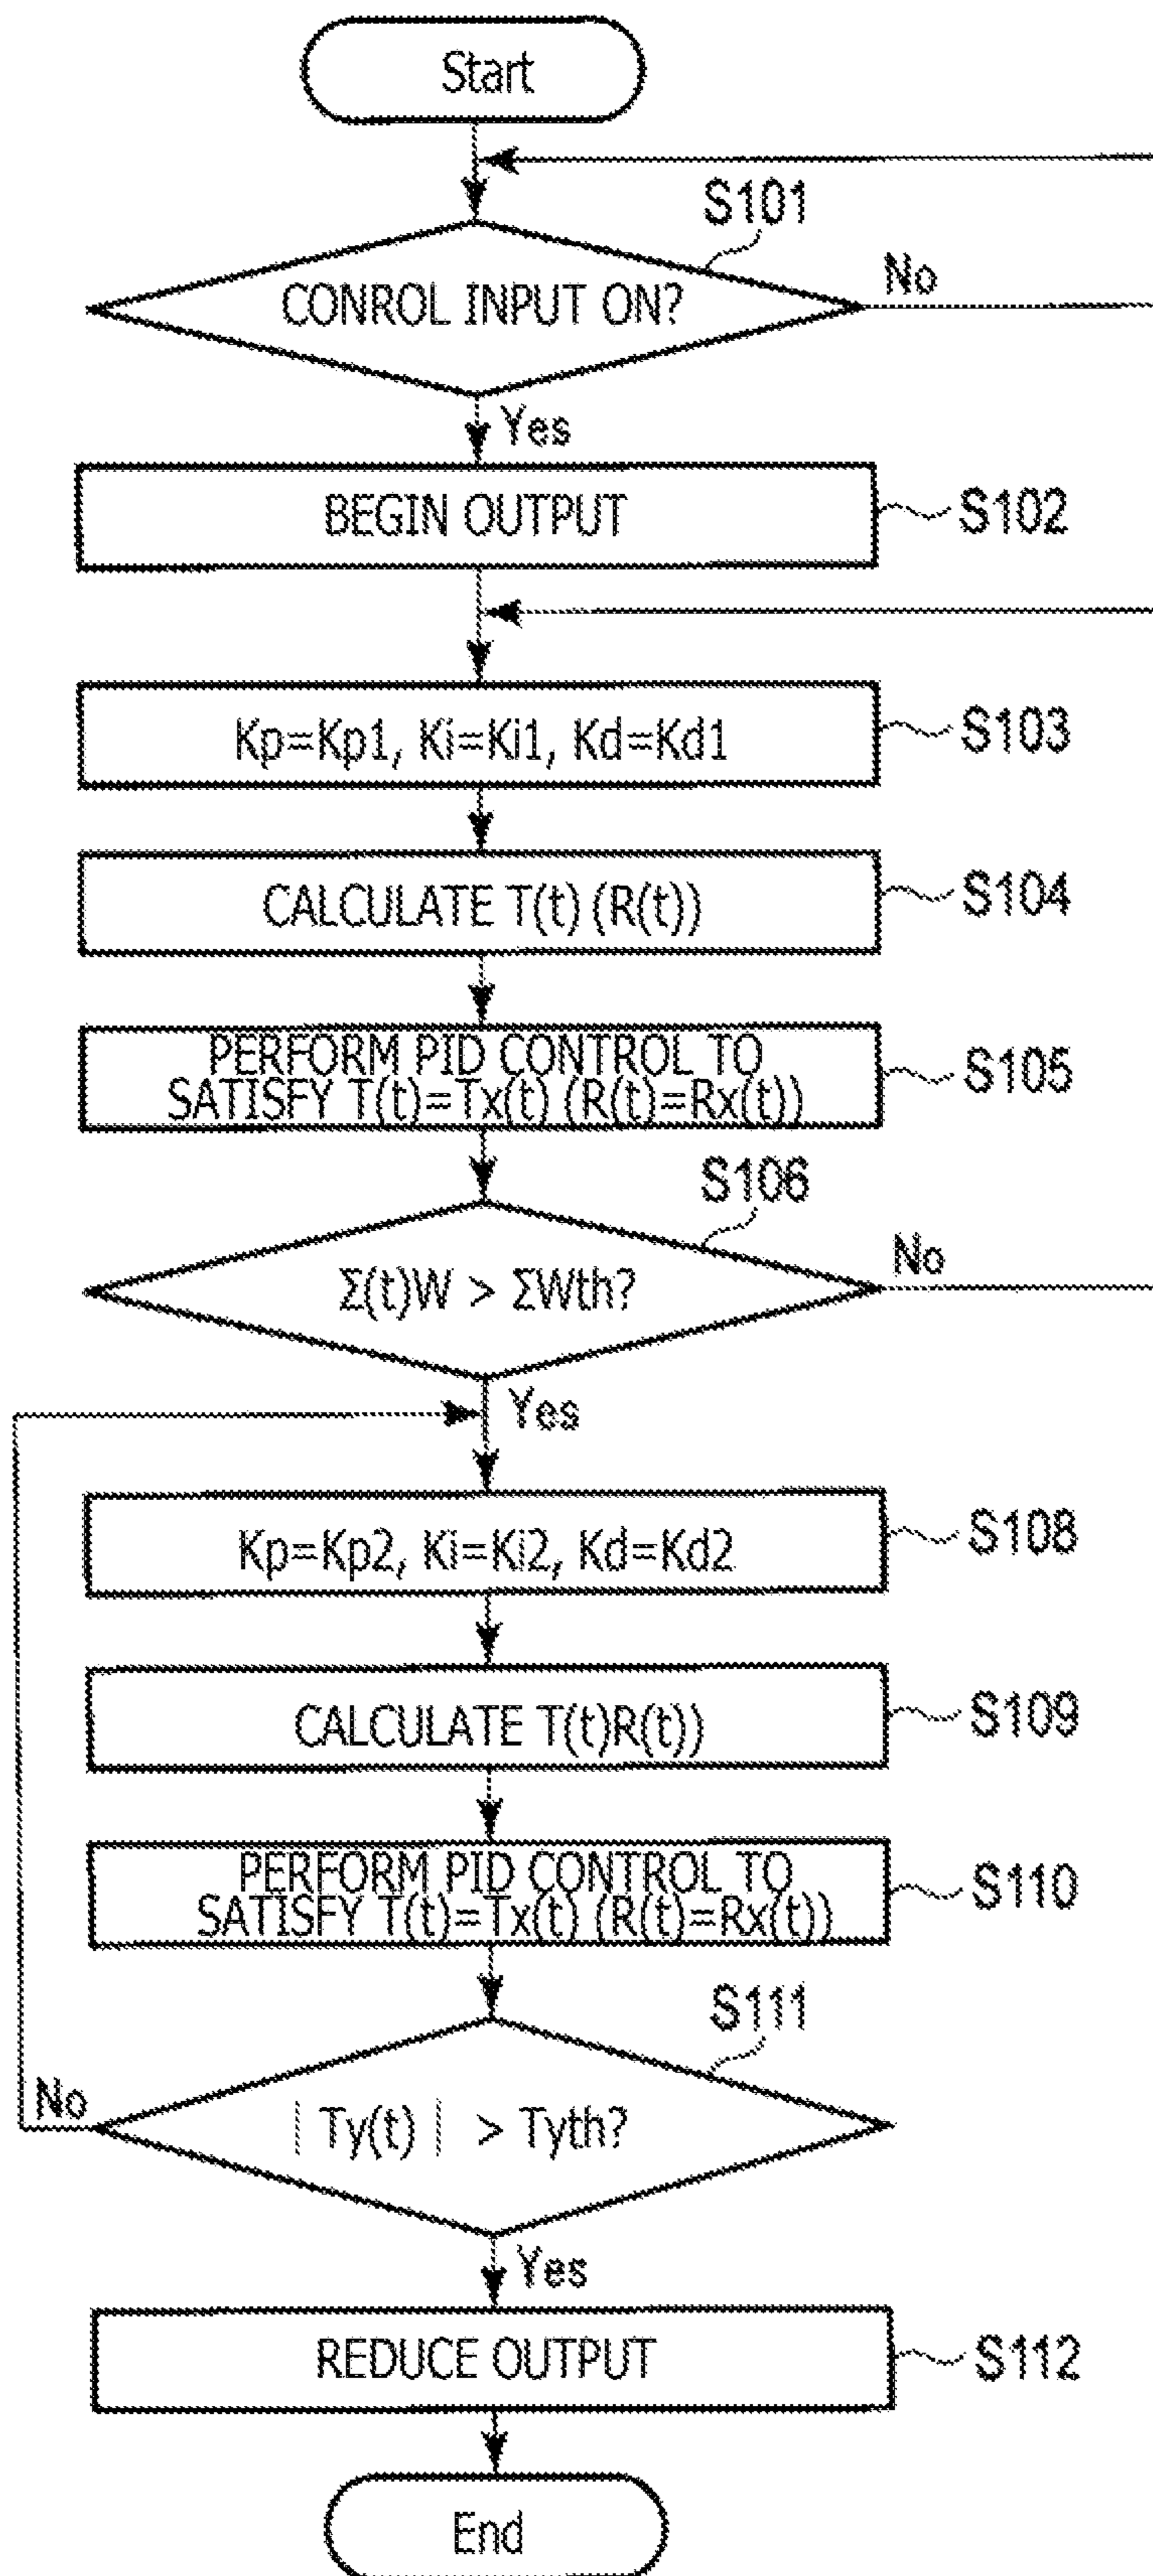 Start
S101
CONROL INPUT ON?
No
Yes
BEGIN OUTPUT
S102
Kp=Kp1, Ki=Ki1, Kd=Kd1
S103
CALCULATE T(t) (R(t))
S104
PERFORM PID CONTROL TO
SATISFY T(t)=Tx(t) (R(t)=Rx(t))
S105
S106
Σ(t)W > ΣWth?
No
Yes
Kp=Kp2, Ki=Ki2, Kd=Kd2
S108
CALCULATE T(t)R(t))
S109
PERFORM PID CONTROL TO
SATISFY T(t)=Tx(t) (R(t)=Rx(t))
S110
S111
No
| Ty(t) | > Tyth?
Yes
REDUCE OUTPUT
S112
End